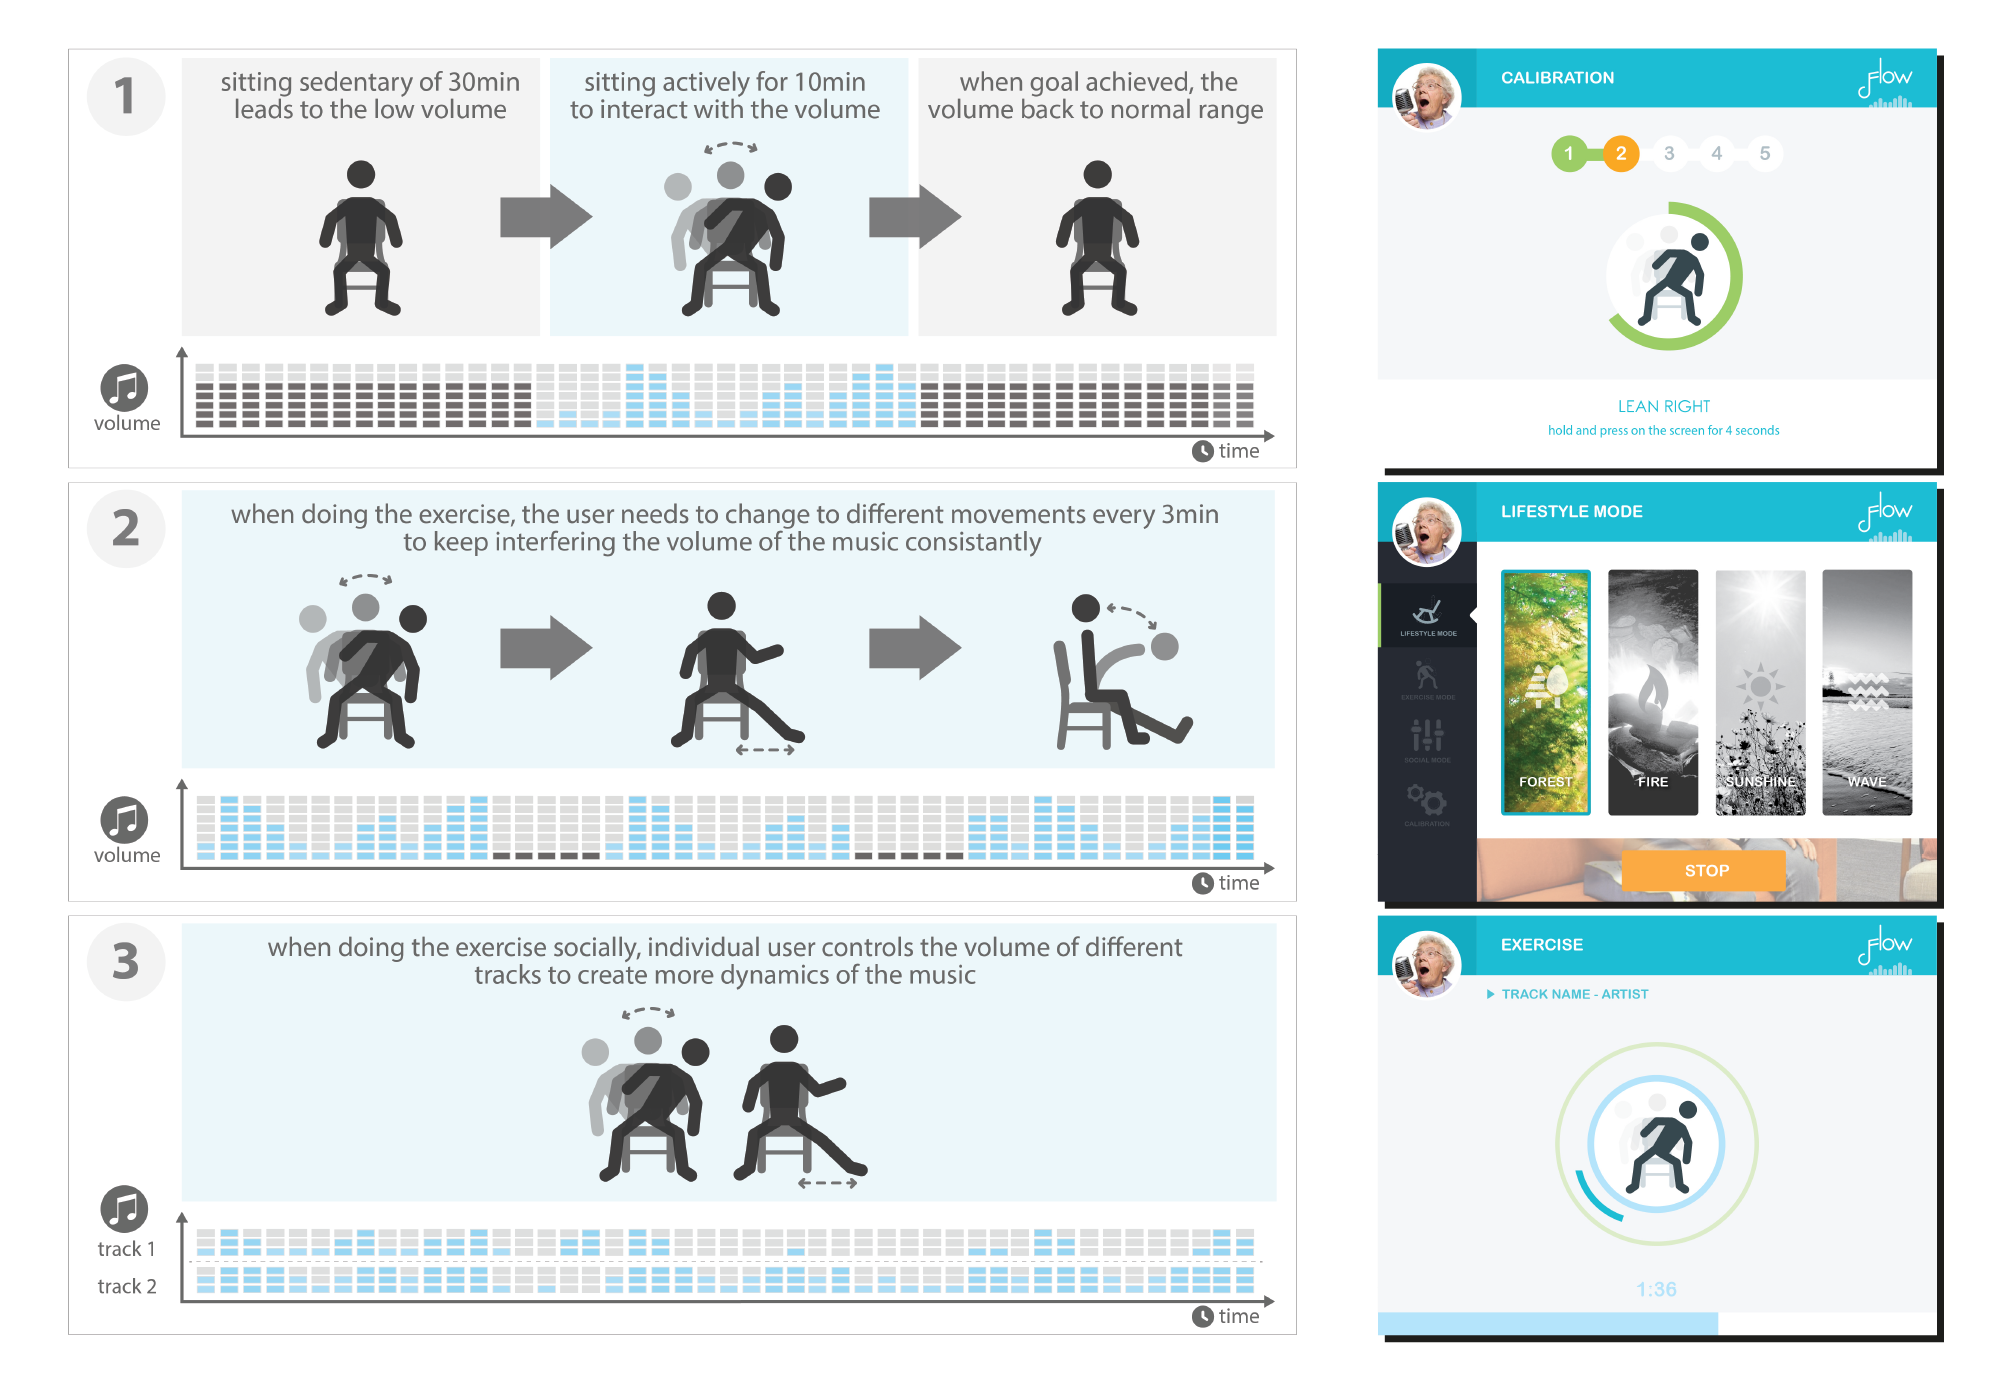 1
sitting sedentary of 30min
leads to the low volume
sitting actively for 10min
to interact with the volume
when goal achieved, the
volume back to normal range
volume
time
2
when doing the exercise, the user needs to change to different movements every 3min
to keep interfering the volume of the music consistantly
volume
time
3
when doing the exercise socially, individual user controls the volume of different
tracks to create more dynamics of the music
track 1
track 2
time
CALIBRATION
Flow
1 2 3 4 5
LEAN RIGHT
hold and press on the screen for 4 seconds
LIFESTYLE MODE
Flow
LIFESTYLE MODE
EXERCISE MODE
SOCIAL MODE
CALIBRATION
FOREST
FIRE
SUNSHINE
WAVE
STOP
EXERCISE
Flow
TRACK NAME - ARTIST
1:36